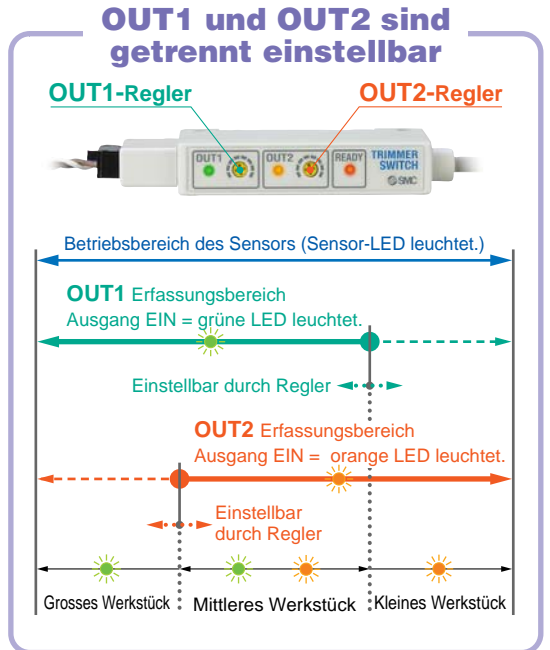 OUT1 und OUT2 sind
getrennt einstellbar
OUT1-Regler
OUT2-Regler
OUT1
OUT2
READY
TRIMMER
SWITCH
SMC
Betriebsbereich des Sensors (Sensor-LED leuchtet.)
OUT1 Erfassungsbereich
Ausgang EIN = grüne LED leuchtet.
Einstellbar durch Regler
OUT2 Erfassungsbereich
Ausgang EIN = orange LED leuchtet.
Einstellbar
durch Regler
Grosses Werkstück
Mittleres Werkstück
Kleines Werkstück